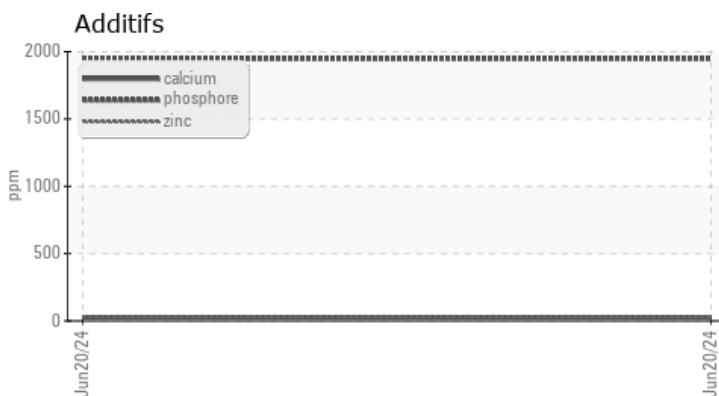 Additifs
2000
1500
1000
500
0
ppm
calcium
phosphore
zinc
Jun20/24
Jun20/24